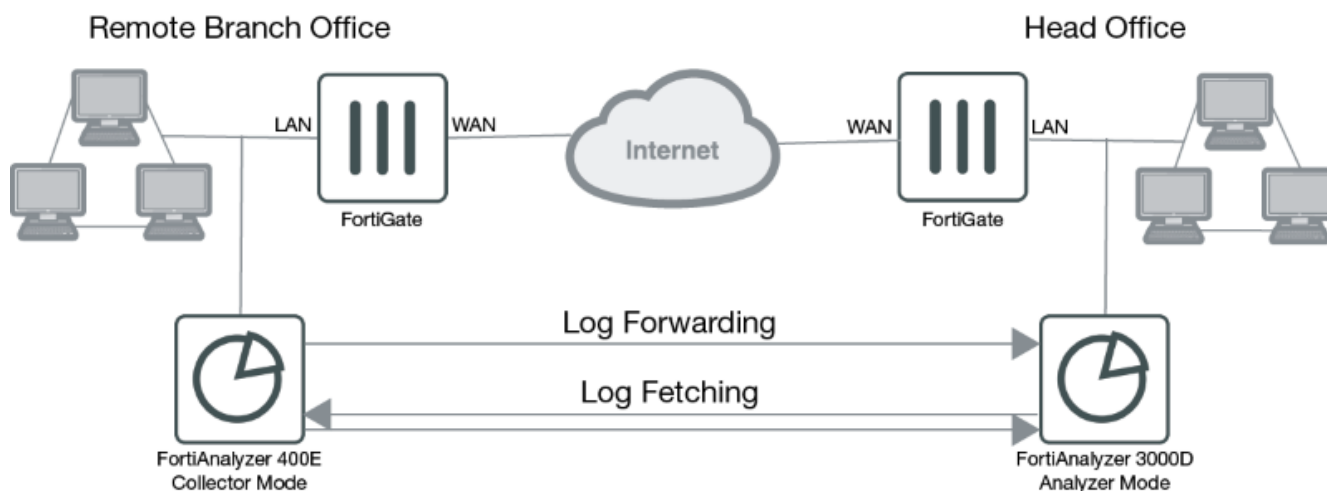 Remote Branch Office
Head Office
LAN
WAN
Internet
WAN
LAN
FortiGate
FortiGate
Log Forwarding
Log Fetching
FortiAnalyzer 400E
Collector Mode
FortiAnalyzer 3000D
Analyzer Mode